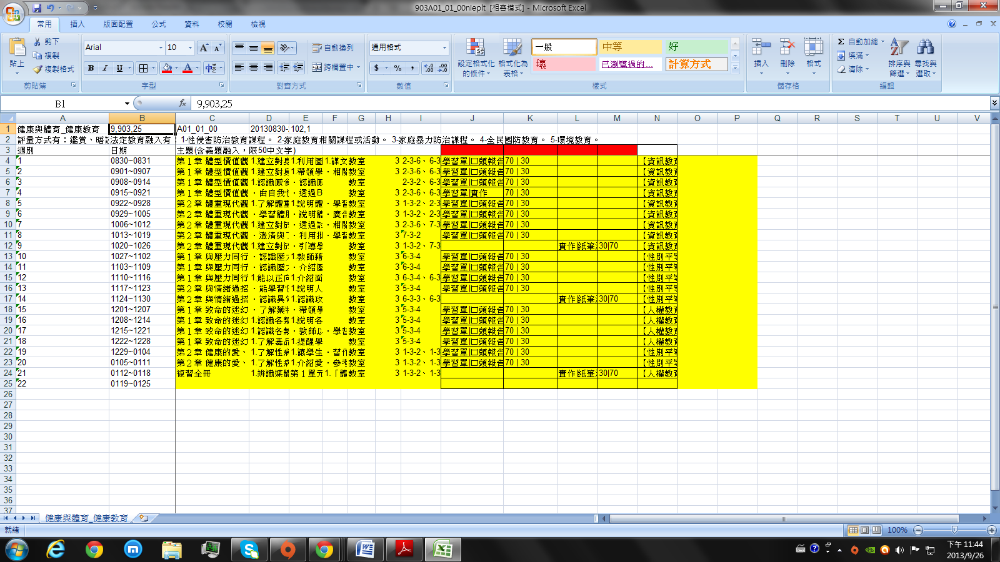 903A01_01_00nieplt [相容模式] - Microsoft Excel
常用 插入 版面配置 公式 資料 校閱 檢視
貼上 剪下 複製 複製格式 剪貼簿
Arial 10 B I U 字型
自動換列 跨欄置中 對齊方式
通用格式 $ % 數值
設定格式化的條件 格式化為表格
一般 中等 好
壞 已瀏覽過的... 計算方式
樣式
插入 刪除 格式 儲存格
Σ 自動加總 填滿 清除 排序與篩選 尋找與選取 編輯
B1 fx 9,903,25
A B C D E F G H I J K L M N O P Q R S T U V
1 健康與體育_健康教育 9,903,25 A01_01_00 20130830- 102,1
2 評量方式有：鑑賞、晤 法定教育融入有：1-性侵害防治教育課程。 2-家庭教育相關課程或活動。 3-家庭暴力防治課程。 4-全民國防教育。 5-環境教育。
3 週別 日期 主題(含義題融入，限50中文字)
4 1 0830~0831 第１章 體型價值觀 1.建立對身 1.利用圖 1.課文 教室 3 2-3-6、6-3 學習單|口頭報告 70 | 30 【資訊教育
5 2 0901~0907 第１章 體型價值觀 1.建立對身 1.帶領學 ‧相關 教室 3 2-3-6、6-3 學習單|口頭報告 70 | 30 【資訊教育
6 3 0908~0914 第１章 體型價值觀 1.認識厭食 ‧認識厭 教室 2-3-2、6-3 學習單|口頭報告 70 | 30 【資訊教育
7 4 0915~0921 第１章 體型價值觀 ‧由自我 ‧透過B 教室 3 2-3-6、6-3 學習單|實作 70 | 30 【資訊教育
8 5 0922~0928 第２章 體重現代觀 1.了解體重 1.說明體 ‧學習 教室 3 1-3-2、2-3 學習單|口頭報告 70 | 30 【資訊教育
9 6 0929~1005 第２章 體重現代觀 ‧學習體 ‧說明體 ‧廣告 教室 3 1-3-2、2-3 學習單|口頭報告 70 | 30 【資訊教育
10 7 1006~1012 第２章 體重現代觀 1.建立對於 ‧透過討 ‧相關 教室 3 2-3-6、7-3 學習單|口頭報告 70 | 30 【資訊教育
11 8 1013~1019 第２章 體重現代觀 ‧澄清與 ‧利用批 ‧學習 教室 3 7-3-2 學習單|口頭報告 70 | 30 【資訊教育
12 9 1020~1026 第２章 體重現代觀 1.建立對於 ‧引導學 教室 3 1-3-2、7-3 實作|紙筆 30|70 【資訊教育
13 10 1027~1102 第１章 與壓力同行 ‧認識壓 1.教師藉 教室 3 6-3-4 學習單|口頭報告 70 | 30 【性別平等
14 11 1103~1109 第１章 與壓力同行 ‧認識壓 ‧介紹壓 教室 3 6-3-4 學習單|口頭報告 70 | 30 【性別平等
15 12 1110~1116 第１章 與壓力同行 1.能以正向 1.介紹面 教室 3 6-3-4、6-3 學習單|口頭報告 70 | 30 【性別平等
16 13 1117~1123 第２章 與情緒過招 ‧能學習 1.說明人 教室 3 5-3-4 學習單|口頭報告 70 | 30 【性別平等
17 14 1124~1130 第２章 與情緒過招 ‧認識異常 1.認識攻 教室 3 6-3-3、6-3 實作|紙筆 30|70 【性別平等
18 15 1201~1207 第１章 致命的迷幻 ‧了解藥物 ‧帶領學 教室 3 5-3-4 學習單|口頭報告 70 | 30 【人權教育
19 16 1208~1214 第１章 致命的迷幻 1.認識各類 1.說明各 教室 3 5-3-4 學習單|口頭報告 70 | 30 【人權教育
20 17 1215~1221 第１章 致命的迷幻 1.認識各類 ‧教師以 ‧學習 教室 3 5-3-4 學習單|口頭報告 70 | 30 【人權教育
21 18 1222~1228 第１章 致命的迷幻 1.了解毒品 1.提醒學 教室 3 5-3-4 學習單|口頭報告 70 | 30 【人權教育
22 19 1229~0104 第２章 健康的愛、 1.了解性病 1.讓學生 ‧習作 教室 3 1-3-2、1-3 學習單|口頭報告 70 | 30 【性別平等
23 20 0105~0111 第２章 健康的愛、 1.了解性病 1.介紹愛 ‧參考 教室 3 1-3-2、1-3 學習單|口頭報告 70 | 30 【性別平等
24 21 0112~0118 複習全冊 1.辨識媒體 第１單元 1.「體 教室 3 1-3-2、1-3 實作|紙筆 30|70 【人權教育
25 22 0119~0125
26
27
28
29
30
31
32
33
34
35
36
37
健康與體育_健康教育
就緒 100%
下午 11:44
2013/9/26